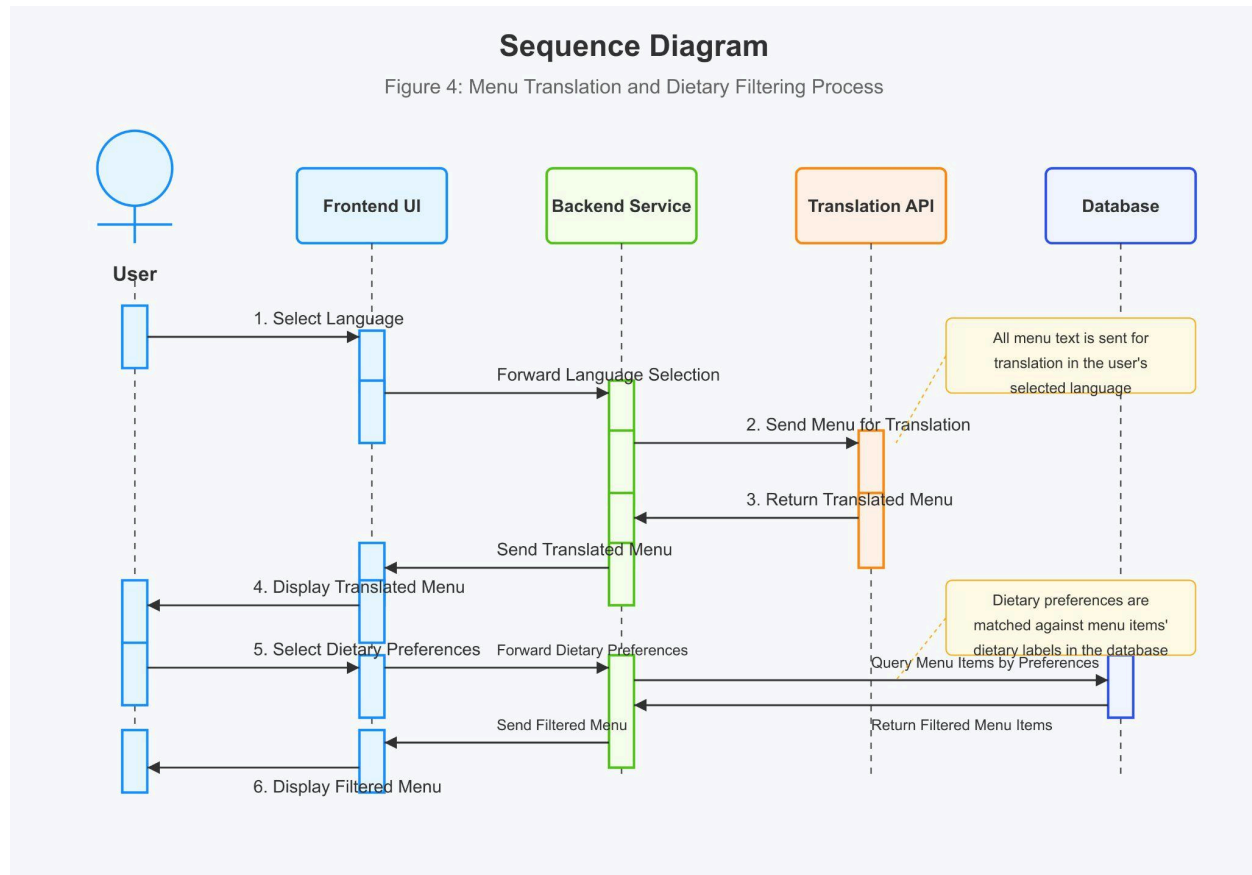 Sequence Diagram
Figure 4: Menu Translation and Dietary Filtering Process
Frontend UI
Backend Service
Translation API
Database
User
1. Select Language
All menu text is sent for
translation in the user's
selected language
Forward Language Selection
2. Send Menu for Translation
3. Return Translated Menu
Send Translated Menu
4. Display Translated Menu
Dietary preferences are
matched against menu items'
dietary labels in the database
5. Select Dietary Preferences
Forward Dietary Preferences
Query Menu Items by Preferences
Send Filtered Menu
Return Filtered Menu Items
6. Display Filtered Menu